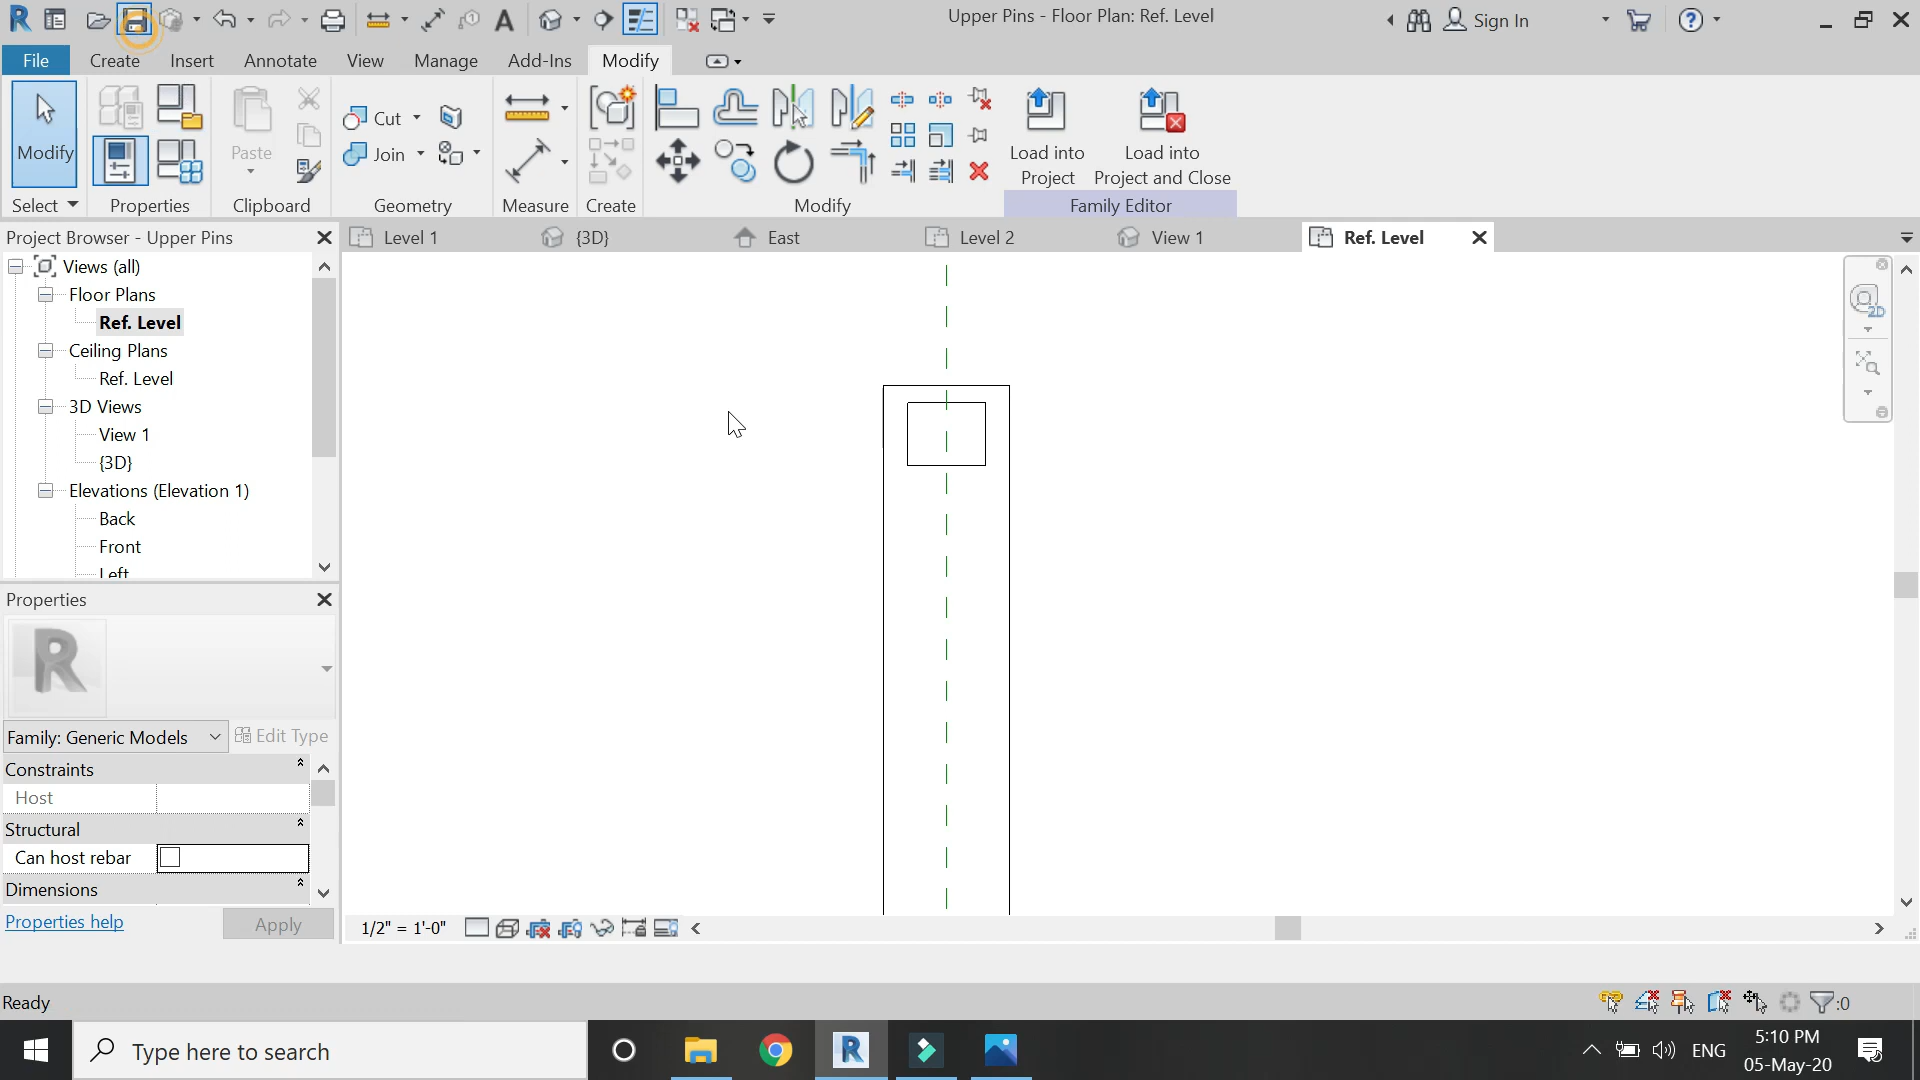 Upper Pins - Floor Plan: Ref. Level
Sign In
File
Create
Insert
Annotate
View
Manage
Add-Ins
Modify
Modify
Paste
Cut
Join
Load into
Project
Load into
Project and Close
Select
Properties
Clipboard
Geometry
Measure
Create
Modify
Family Editor
Project Browser - Upper Pins
Level 1
{3D}
East
Level 2
View 1
Ref. Level
Views (all)
Floor Plans
Ref. Level
Ceiling Plans
Ref. Level
3D Views
View 1
{3D}
Elevations (Elevation 1)
Back
Front
Left
Properties
Family: Generic Models
Edit Type
Constraints
Host
Structural
Can host rebar
Dimensions
Properties help
Apply
1/2" = 1'-0"
2D
Ready
:0
Type here to search
ENG
5:10 PM
05-May-20